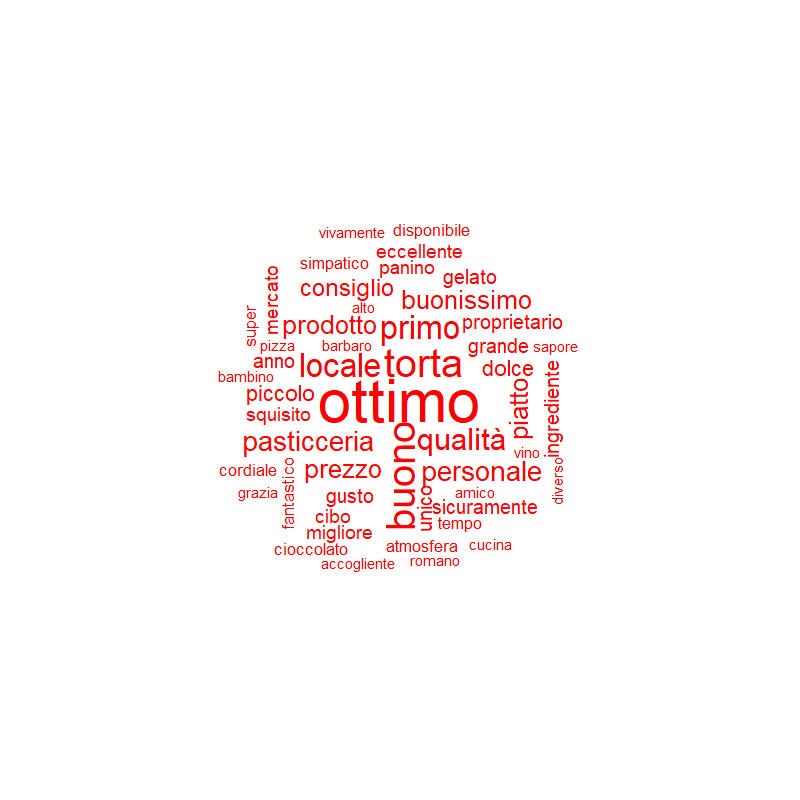 vivamente
disponibile
eccellente
simpatico
panino
gelato
mercato
consiglio
buonissimo
alto
super
prodotto
primo
proprietario
pizza
barbaro
grande
sapore
anno
locale
torta
dolce
bambino
piccolo
ottimo
piatto
ingrediente
squisito
pasticceria
buono
qualità
vino
cordiale
prezzo
personale
diverso
grazia
fantastico
gusto
unico
amico
sicuramente
cibo
tempo
migliore
cioccolato
atmosfera
cucina
accogliente
romano